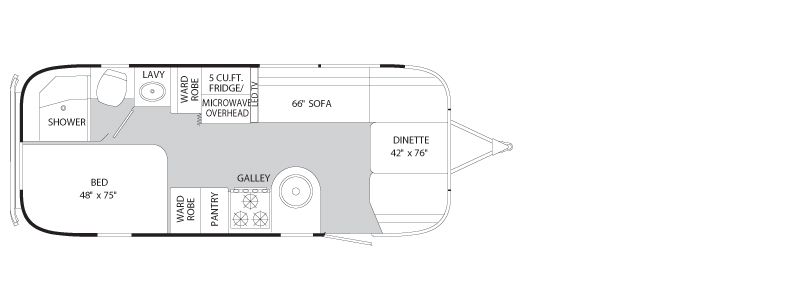 LAVY
WARD
ROBE
5 CU.FT.
FRIDGE/
MICROWAVE
OVERHEAD
LED TV
66" SOFA
SHOWER
DINETTE
42" x 76"
BED
48" x 75"
GALLEY
WARD
ROBE
PANTRY